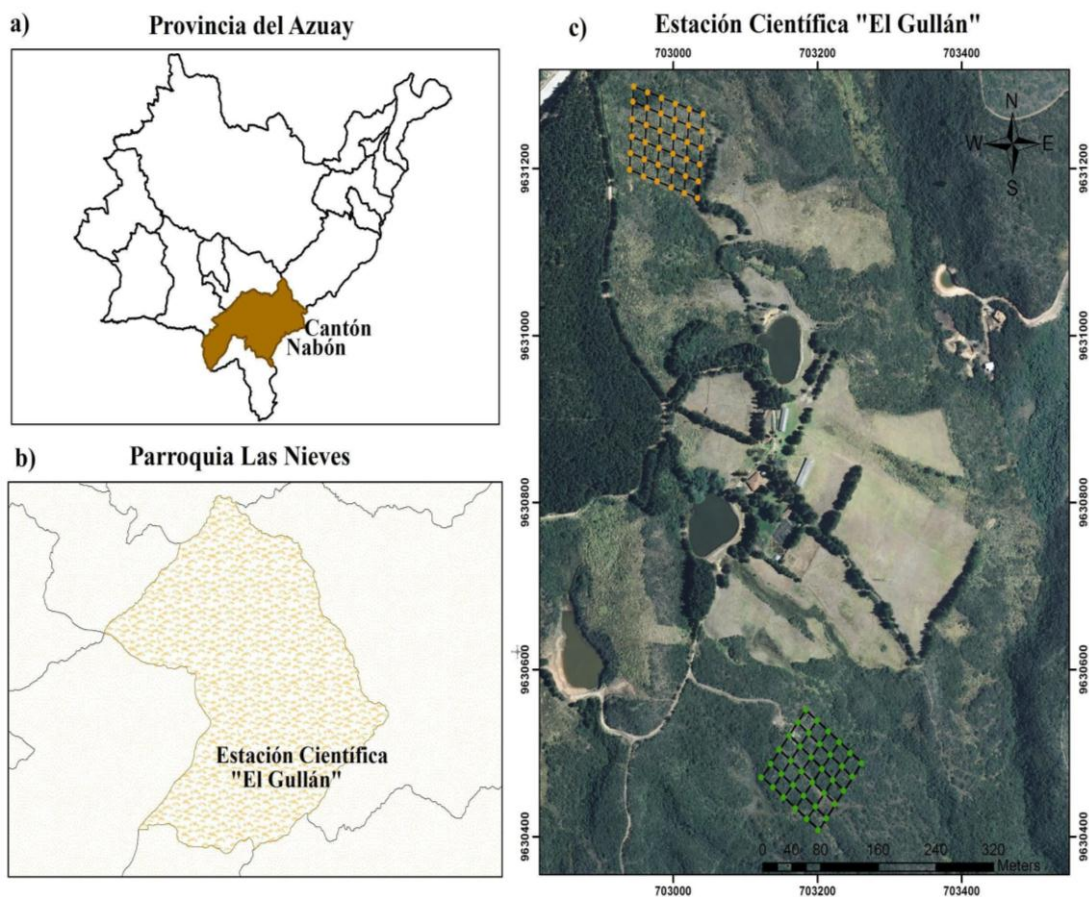 a)
Provincia del Azuay
Cantón
Nabón
b)
Parroquia Las Nieves
Estación Científica
"El Gullán"
c)
Estación Científica "El Gullán"
703000
703200
703400
N
W
E
S
9631200
9631200
9631000
9631000
9630800
9630800
9630600
9630600
9630400
9630400
0
40
80
160
240
320
Meters
703000
703200
703400